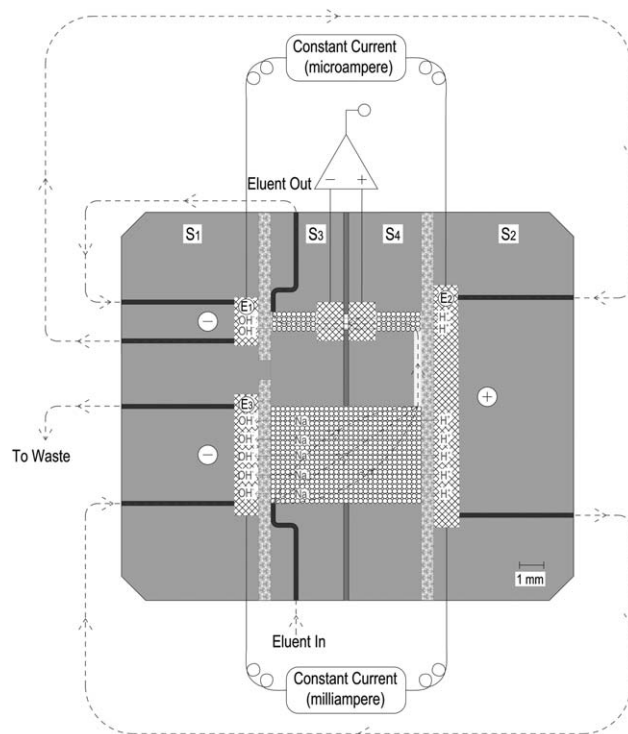 Constant Current
(microampere)
− +
Eluent Out
S1 S3 S4 S2
E1 E2
OH⁻ H⁺
OH⁻ H⁺
−
+
E3
OH⁻ Na⁺ H⁺
OH⁻ Na⁺ H⁺
OH⁻ Na⁺ H⁺
OH⁻ Na⁺ H⁺
OH⁻ H⁺
−
To Waste
1 mm
Eluent In
Constant Current
(milliampere)